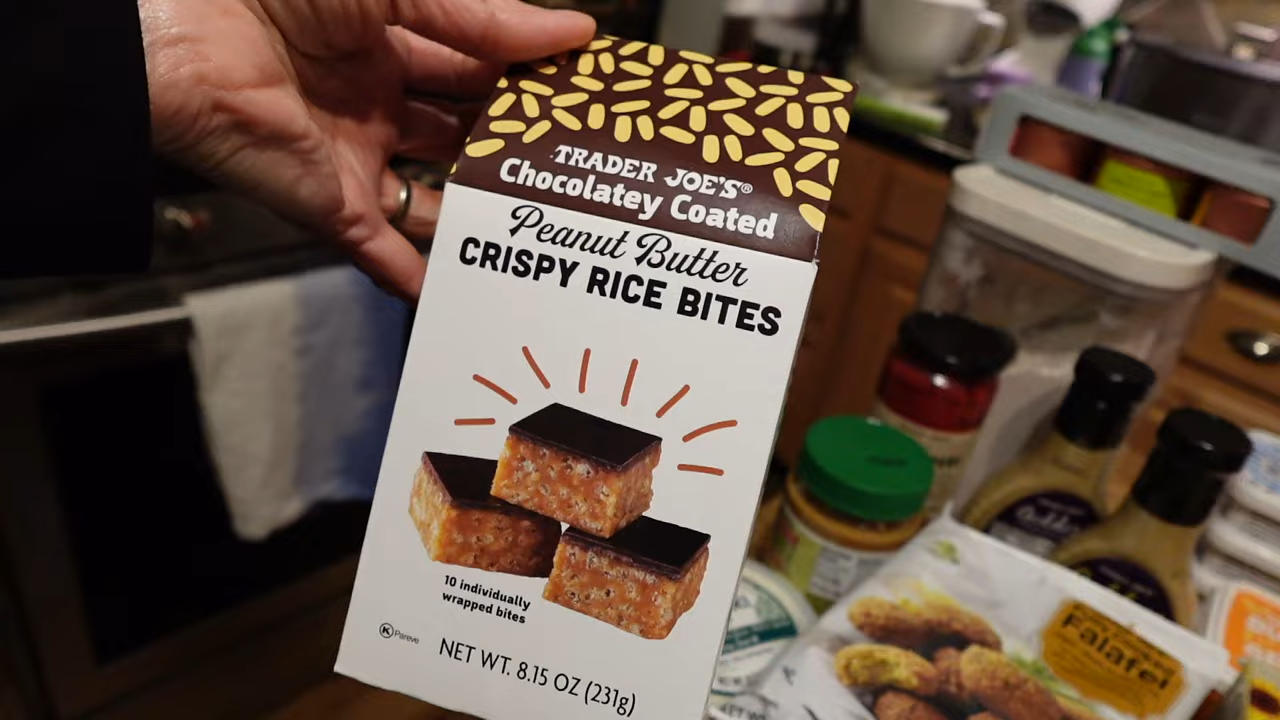 TRADER JOE'S®
Chocolatey Coated
Peanut Butter
CRISPY RICE BITES
10 individually
wrapped bites
K Pareve
NET WT. 8.15 OZ (231g)
Falafel